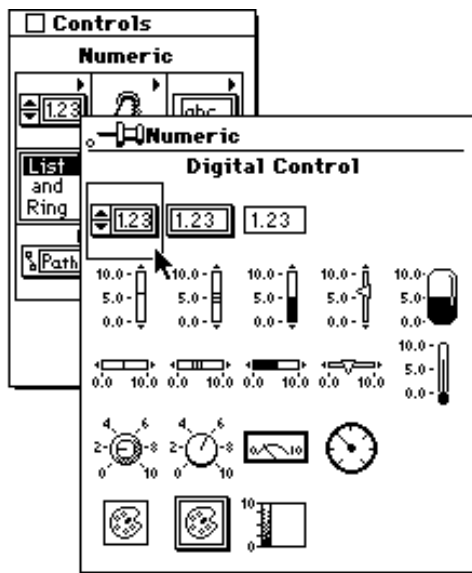 Controls
Numeric
1.23
abc
List
and
Ring
Path
Numeric
Digital Control
1.23 1.23 1.23
10.0 10.0 10.0 10.0 10.0
5.0 5.0 5.0 5.0 5.0
0.0 0.0 0.0 0.0 0.0
10.0
5.0
0.0
0.0 10.0 0.0 10.0 0.0 10.0 0.0 10.0
4 6 4 6
2 8 2 8
0 10 0 10
0 10
10
0